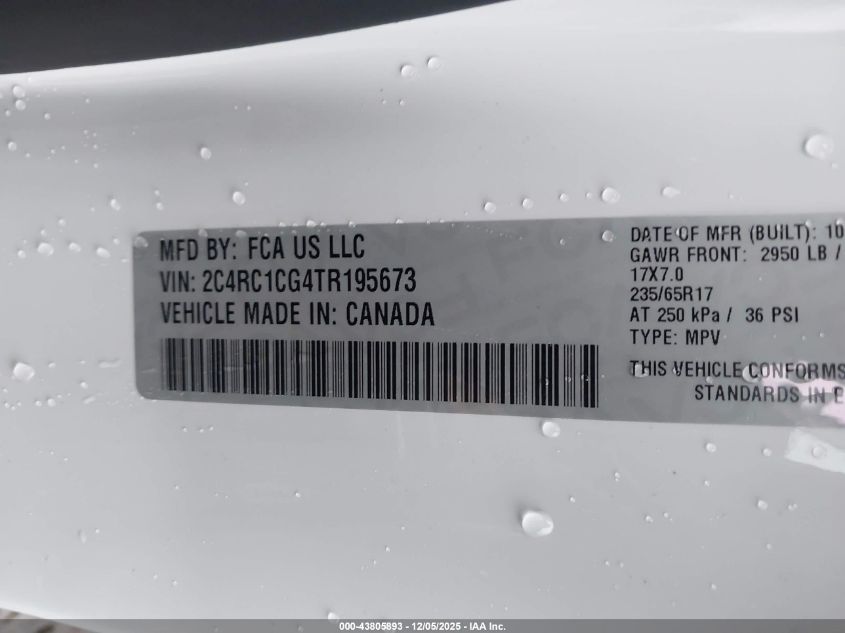 MFD BY: FCA US LLC
VIN: 2C4RC1CG4TR195673
VEHICLE MADE IN: CANADA
DATE OF MFR (BUILT): 10
GAWR FRONT: 2950 LB /
17X7.0
235/65R17
AT 250 kPa / 36 PSI
TYPE: MPV
THIS VEHICLE CONFORMS
STANDARDS IN
000-43805893 - 12/05/2025 - IAA Inc.